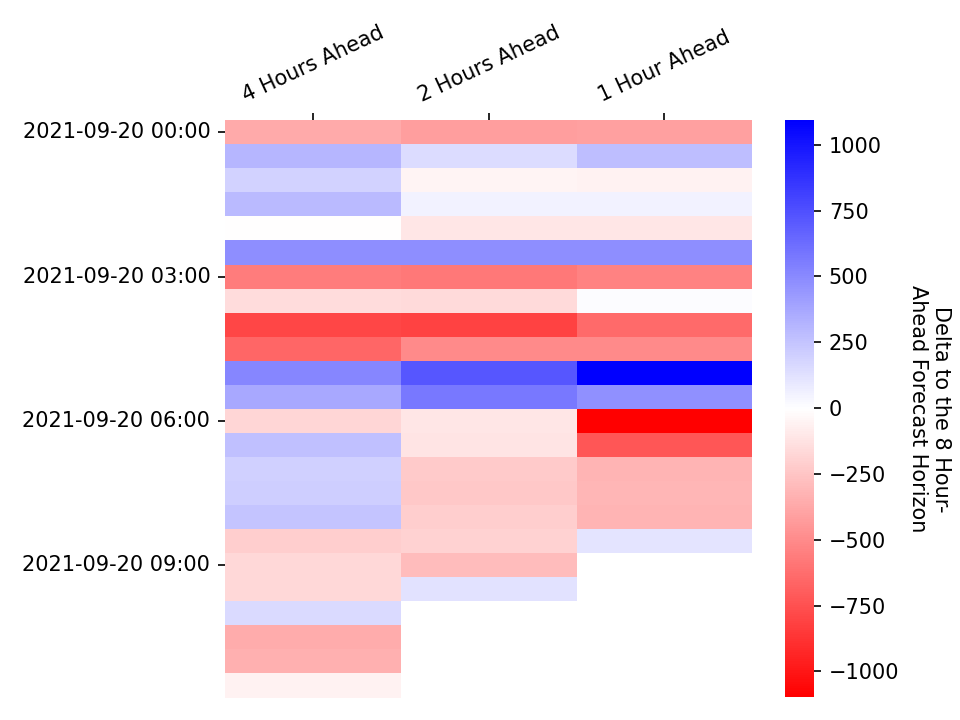 4 Hours Ahead
2 Hours Ahead
1 Hour Ahead
2021-09-20 00:00
2021-09-20 03:00
2021-09-20 06:00
2021-09-20 09:00
1000
750
500
250
0
−250
−500
−750
−1000
Delta to the 8 Hour-
Ahead Forecast Horizon